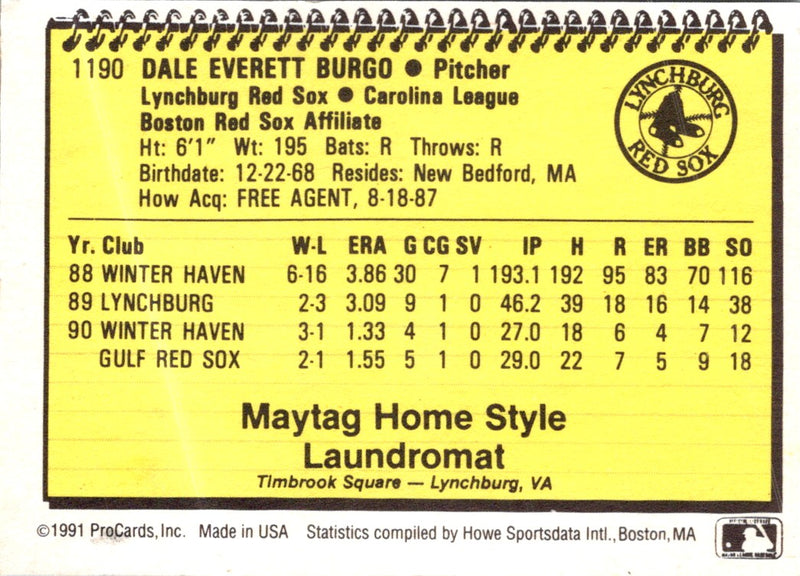 1190 DALE EVERETT BURGO ● Pitcher
Lynchburg Red Sox ● Carolina League
Boston Red Sox Affiliate
Ht: 6'1" Wt: 195 Bats: R Throws: R
Birthdate: 12-22-68 Resides: New Bedford, MA
How Acq: FREE AGENT, 8-18-87
LYNCHBURG
RED SOX
Yr. Club W-L ERA G CG SV IP H R ER BB SO
88 WINTER HAVEN 6-16 3.86 30 7 1 193.1 192 95 83 70 116
89 LYNCHBURG 2-3 3.09 9 1 0 46.2 39 18 16 14 38
90 WINTER HAVEN 3-1 1.33 4 1 0 27.0 18 6 4 7 12
GULF RED SOX 2-1 1.55 5 1 0 29.0 22 7 5 9 18
Maytag Home Style
Laundromat
Timbrook Square — Lynchburg, VA
©1991 ProCards, Inc. Made in USA Statistics compiled by Howe Sportsdata Intl., Boston, MA